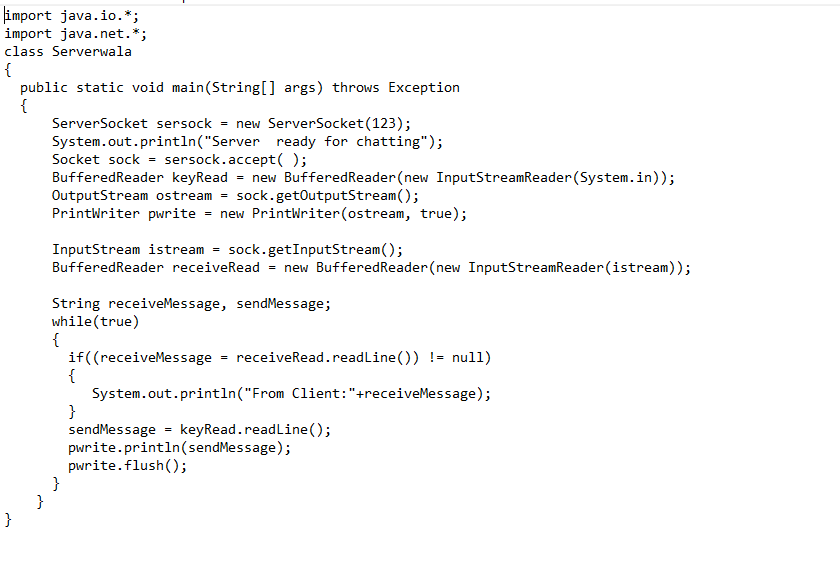 import java.io.*;
import java.net.*;
class Serverwala
{
  public static void main(String[] args) throws Exception
  {
      ServerSocket sersock = new ServerSocket(123);
      System.out.println("Server  ready for chatting");
      Socket sock = sersock.accept( );
      BufferedReader keyRead = new BufferedReader(new InputStreamReader(System.in));
      OutputStream ostream = sock.getOutputStream();
      PrintWriter pwrite = new PrintWriter(ostream, true);

      InputStream istream = sock.getInputStream();
      BufferedReader receiveRead = new BufferedReader(new InputStreamReader(istream));

      String receiveMessage, sendMessage;
      while(true)
      {
        if((receiveMessage = receiveRead.readLine()) != null)
        {
           System.out.println("From Client:"+receiveMessage);
        }
        sendMessage = keyRead.readLine();
        pwrite.println(sendMessage);
        pwrite.flush();
      }
    }
}